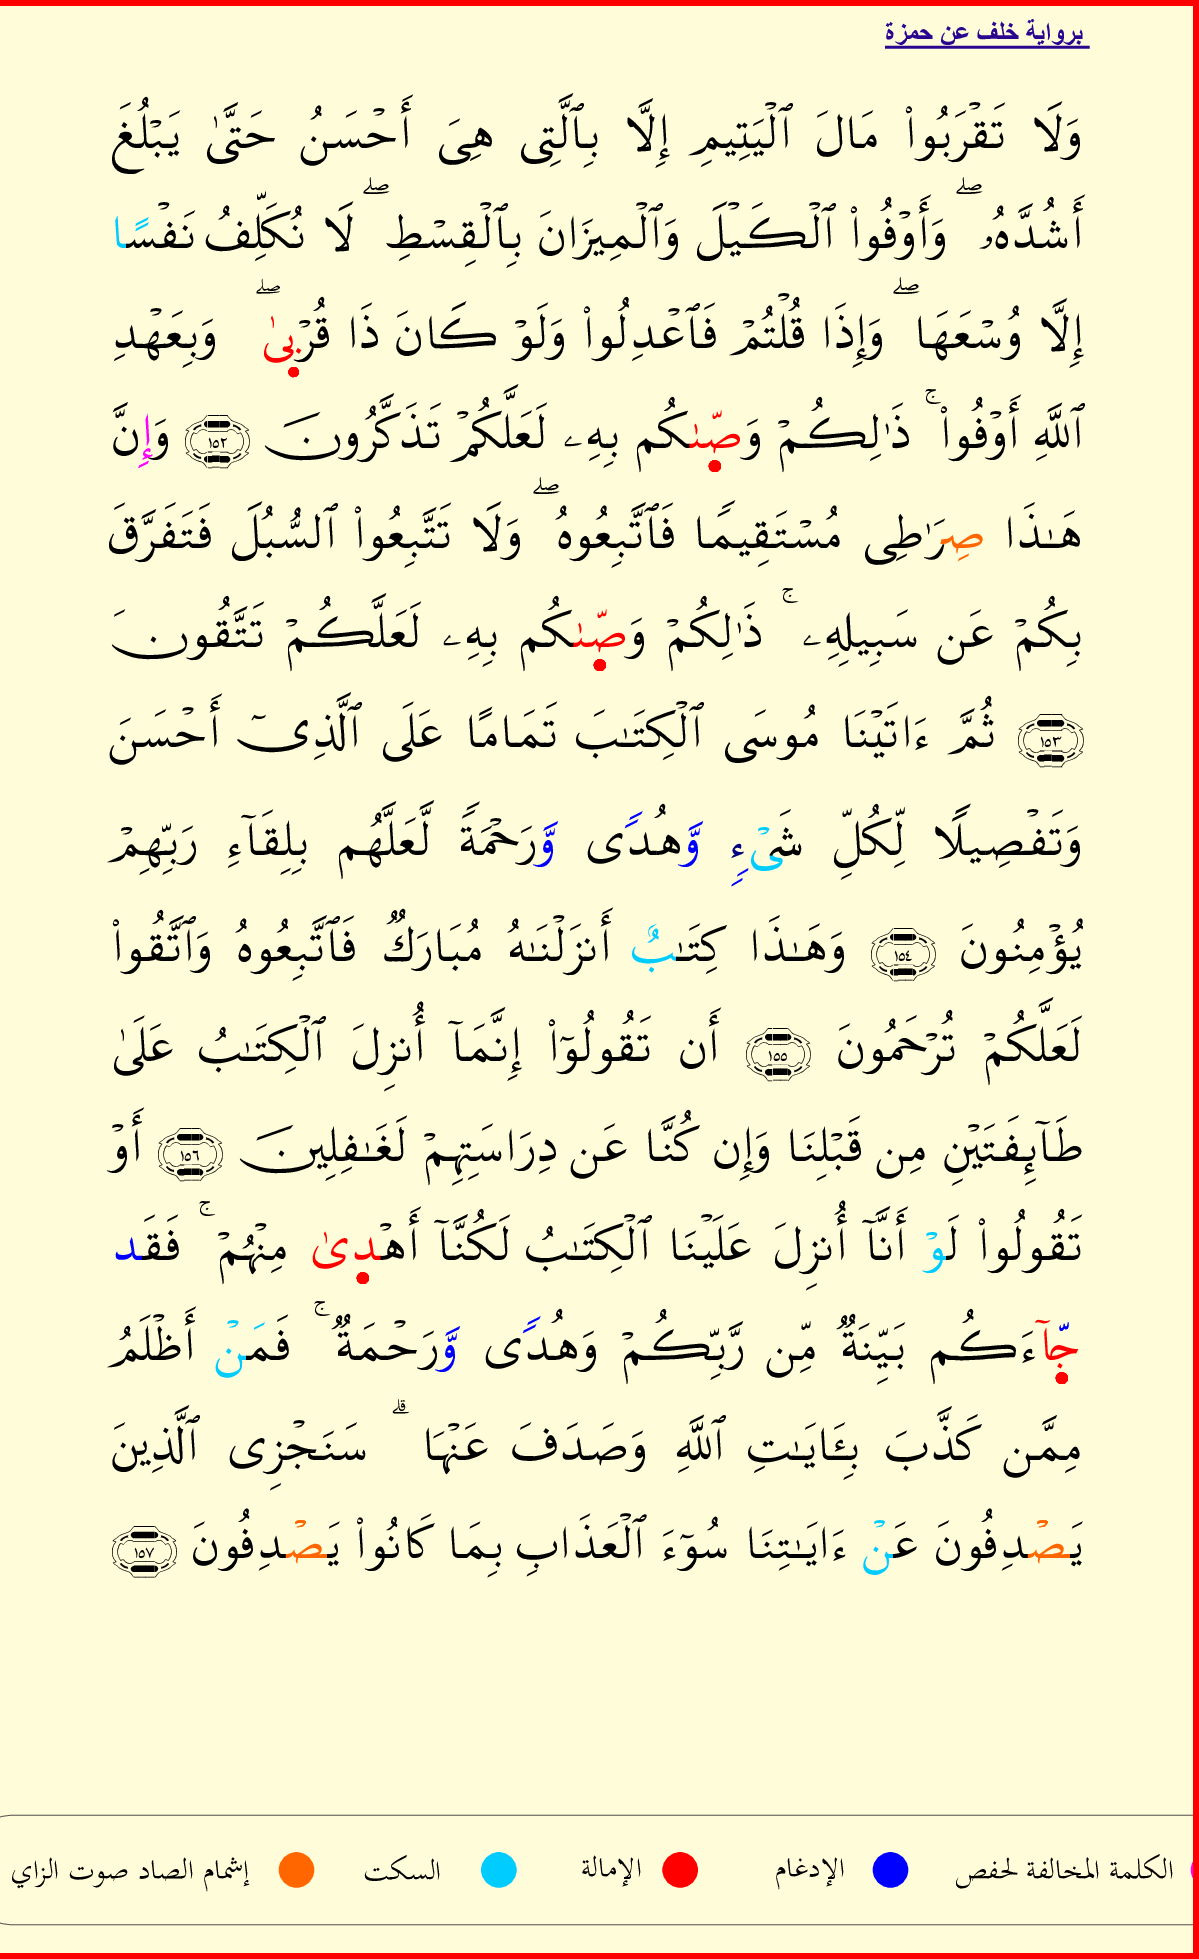 برواية خلف عن حمزة
وَلَا تَقۡرَبُواْ مَالَ ٱلۡيَتِيمِ إِلَّا بِٱلَّتِي هِيَ أَحۡسَنُ حَتَّىٰ يَبۡلُغَ
أَشُدَّهُۥۖ وَأَوۡفُواْ ٱلۡكَيۡلَ وَٱلۡمِيزَانَ بِٱلۡقِسۡطِۖ لَا نُكَلِّفُ نَفۡسًا
إِلَّا وُسۡعَهَاۖ وَإِذَا قُلۡتُمۡ فَٱعۡدِلُواْ وَلَوۡ كَانَ ذَا قُرۡبىٰۖ وَبِعَهۡدِ
ٱللَّهِ أَوۡفُواْۚ ذَٰلِكُمۡ وَصّىٰكُم بِهِۦ لَعَلَّكُمۡ تَذَكَّرُونَ ١٥٢ وَإِنَّ
هَٰذَا صِرَٰطِي مُسۡتَقِيمًا فَٱتَّبِعُوهُۖ وَلَا تَتَّبِعُواْ ٱلسُّبُلَ فَتَفَرَّقَ
بِكُمۡ عَن سَبِيلِهِۦۚ ذَٰلِكُمۡ وَصّىٰكُم بِهِۦ لَعَلَّكُمۡ تَتَّقُونَ
١٥٣ ثُمَّ ءَاتَيۡنَا مُوسَى ٱلۡكِتَٰبَ تَمَامًا عَلَى ٱلَّذِيٓ أَحۡسَنَ
وَتَفۡصِيلًا لِّكُلِّ شَيۡءٍ وَّهُدًى وَّرَحۡمَةً لَّعَلَّهُم بِلِقَآءِ رَبِّهِمۡ
يُؤۡمِنُونَ ١٥٤ وَهَٰذَا كِتَٰبٌ أَنزَلۡنَٰهُ مُبَارَكٌ فَٱتَّبِعُوهُ وَٱتَّقُواْ
لَعَلَّكُمۡ تُرۡحَمُونَ ١٥٥ أَن تَقُولُوٓاْ إِنَّمَآ أُنزِلَ ٱلۡكِتَٰبُ عَلَىٰ
طَآئِفَتَيۡنِ مِن قَبۡلِنَا وَإِن كُنَّا عَن دِرَاسَتِهِمۡ لَغَٰفِلِينَ ١٥٦ أَوۡ
تَقُولُواْ لَوۡ أَنَّآ أُنزِلَ عَلَيۡنَا ٱلۡكِتَٰبُ لَكُنَّآ أَهۡدىٰ مِنۡهُمۡۚ فَقَد
جّآءَكُم بَيِّنَةٌ مِّن رَّبِّكُمۡ وَهُدًى وَّرَحۡمَةٌۚ فَمَنۡ أَظۡلَمُ
مِمَّن كَذَّبَ بِـَٔايَٰتِ ٱللَّهِ وَصَدَفَ عَنۡهَاۗ سَنَجۡزِي ٱلَّذِينَ
يَصۡدِفُونَ عَنۡ ءَايَٰتِنَا سُوٓءَ ٱلۡعَذَابِ بِمَا كَانُواْ يَصۡدِفُونَ ١٥٧
الكلمة المخالفة لحفص الإدغام الإمالة السكت إشمام الصاد صوت الزاي